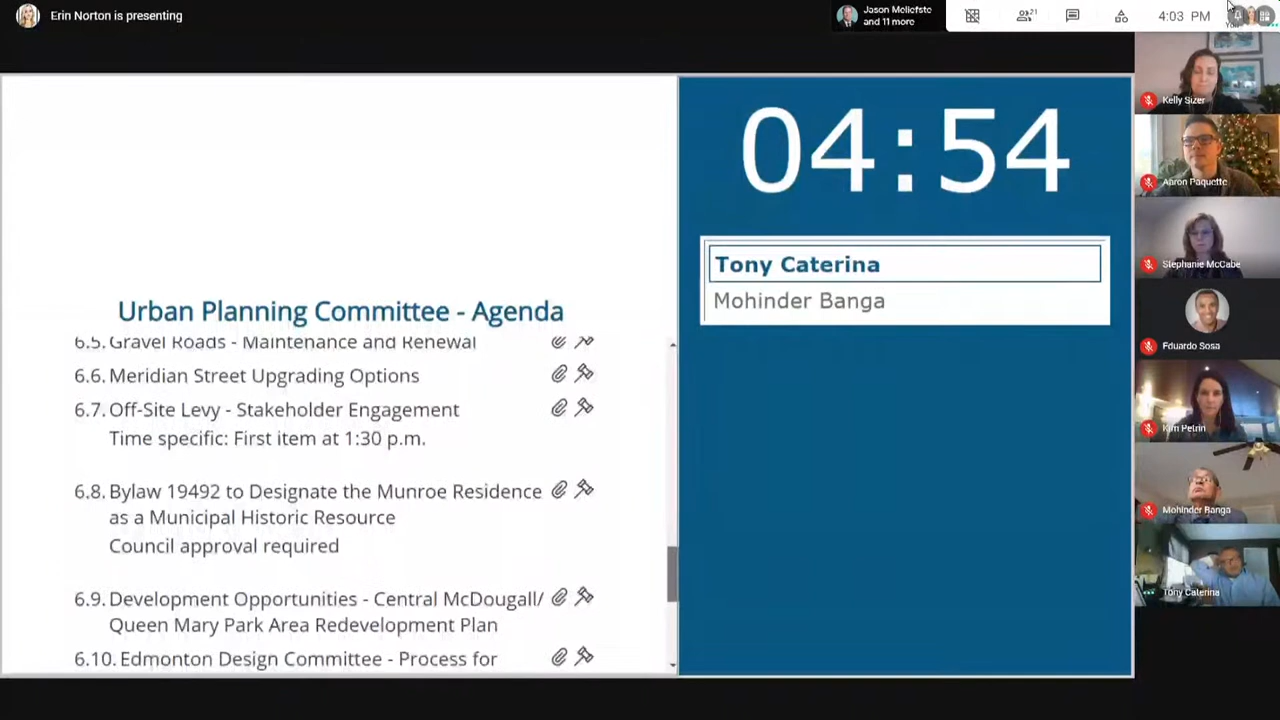 Erin Norton is presenting
Jason Meliefste
and 11 more
21
4:03 PM
You
04:54
Tony Caterina
Mohinder Banga
Urban Planning Committee - Agenda
6.5. Gravel Roads - Maintenance and Renewal
6.6. Meridian Street Upgrading Options
6.7. Off-Site Levy - Stakeholder Engagement
Time specific: First item at 1:30 p.m.
6.8. Bylaw 19492 to Designate the Munroe Residence
as a Municipal Historic Resource
Council approval required
6.9. Development Opportunities - Central McDougall/
Queen Mary Park Area Redevelopment Plan
6.10. Edmonton Design Committee - Process for
Kelly Sizer
Aaron Paquette
Stephanie McCabe
Eduardo Sosa
Kim Petrin
Mohinder Banga
Tony Caterina